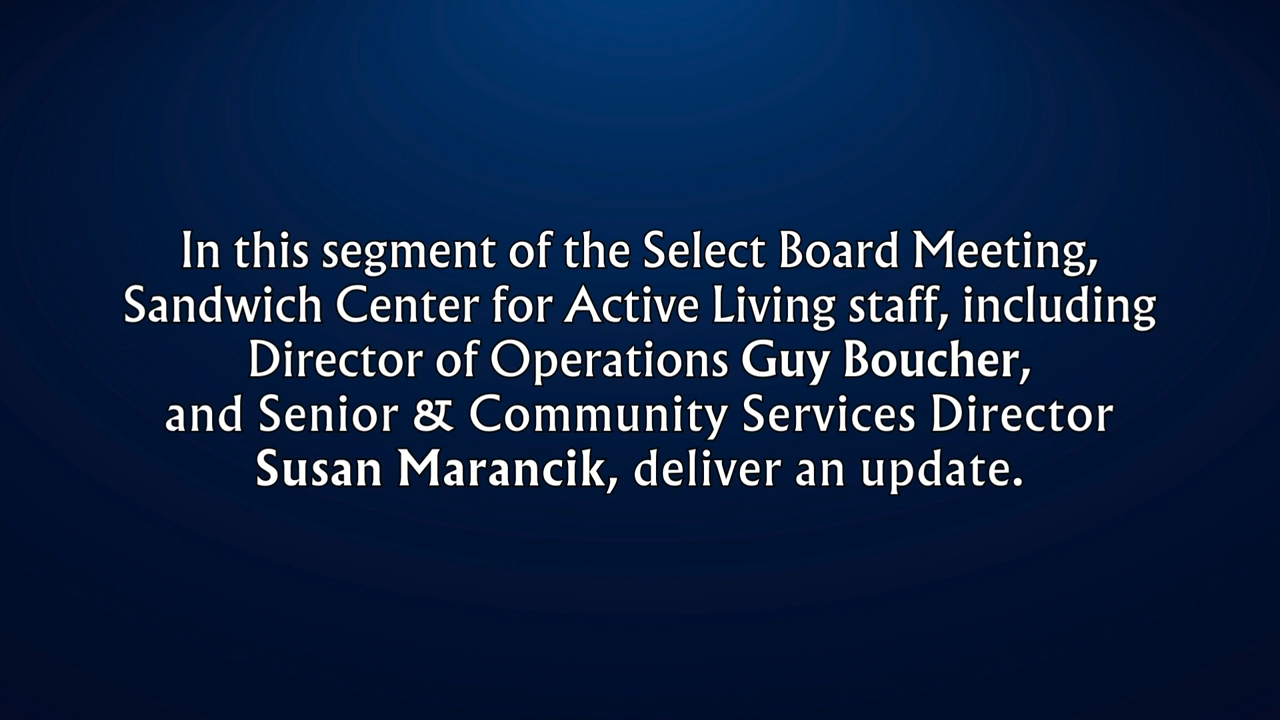 In this segment of the Select Board Meeting,
Sandwich Center for Active Living staff, including
Director of Operations Guy Boucher,
and Senior & Community Services Director
Susan Marancik, deliver an update.